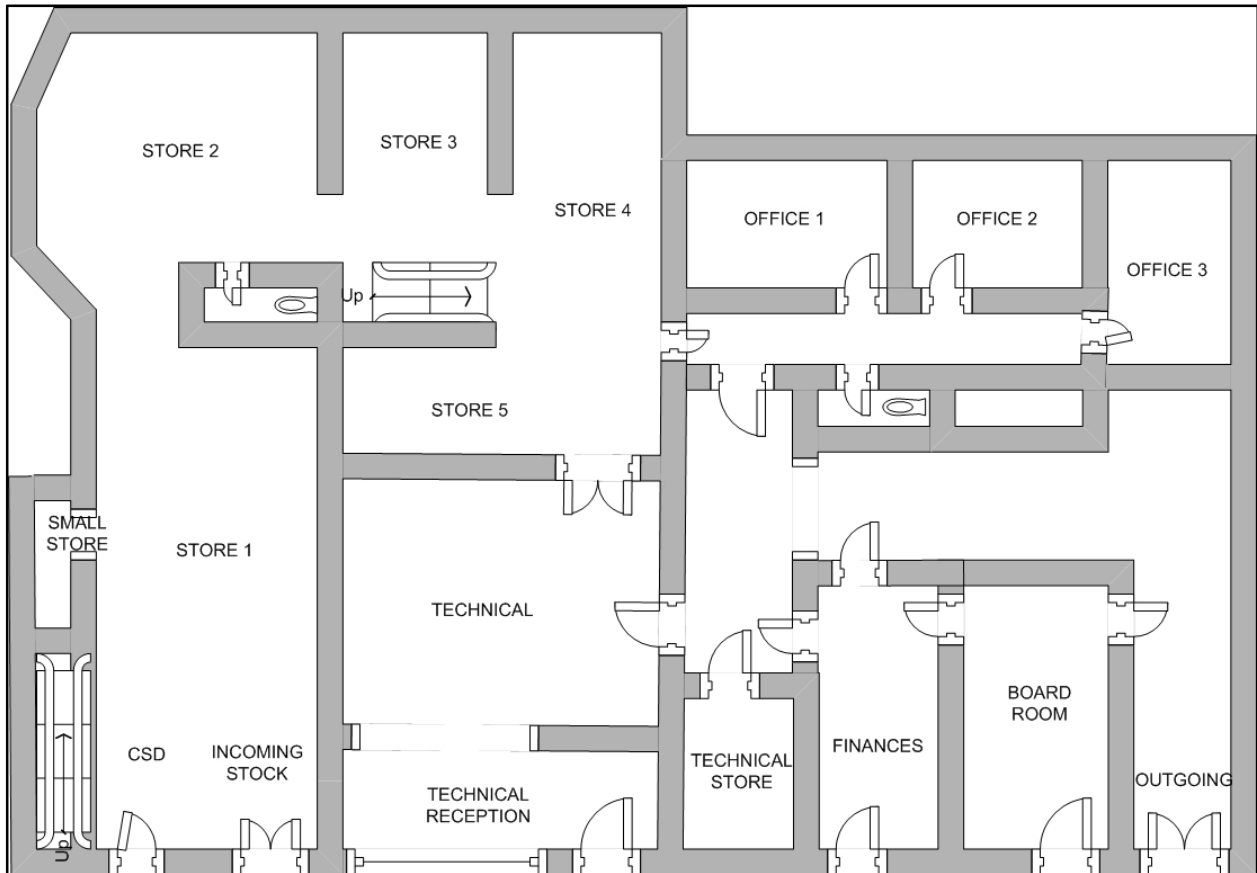 STORE 2
STORE 3
STORE 4
OFFICE 1
OFFICE 2
OFFICE 3
Up
STORE 5
SMALL
STORE
STORE 1
TECHNICAL
BOARD
ROOM
CSD
INCOMING
STOCK
TECHNICAL
RECEPTION
TECHNICAL
STORE
FINANCES
OUTGOING
Up